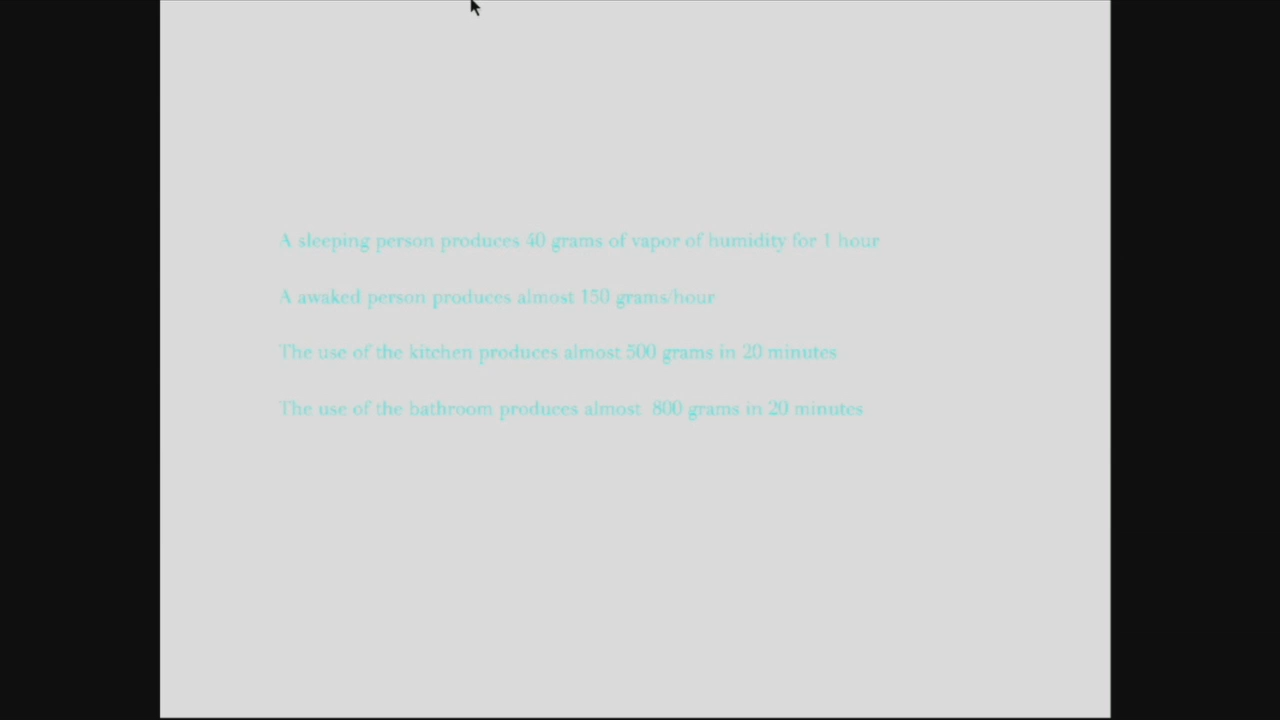 A sleeping person produces 40 grams of vapor of humidity for 1 hour
A awaked person produces almost 150 grams/hour
The use of the kitchen produces almost 500 grams in 20 minutes
The use of the bathroom produces almost 800 grams in 20 minutes